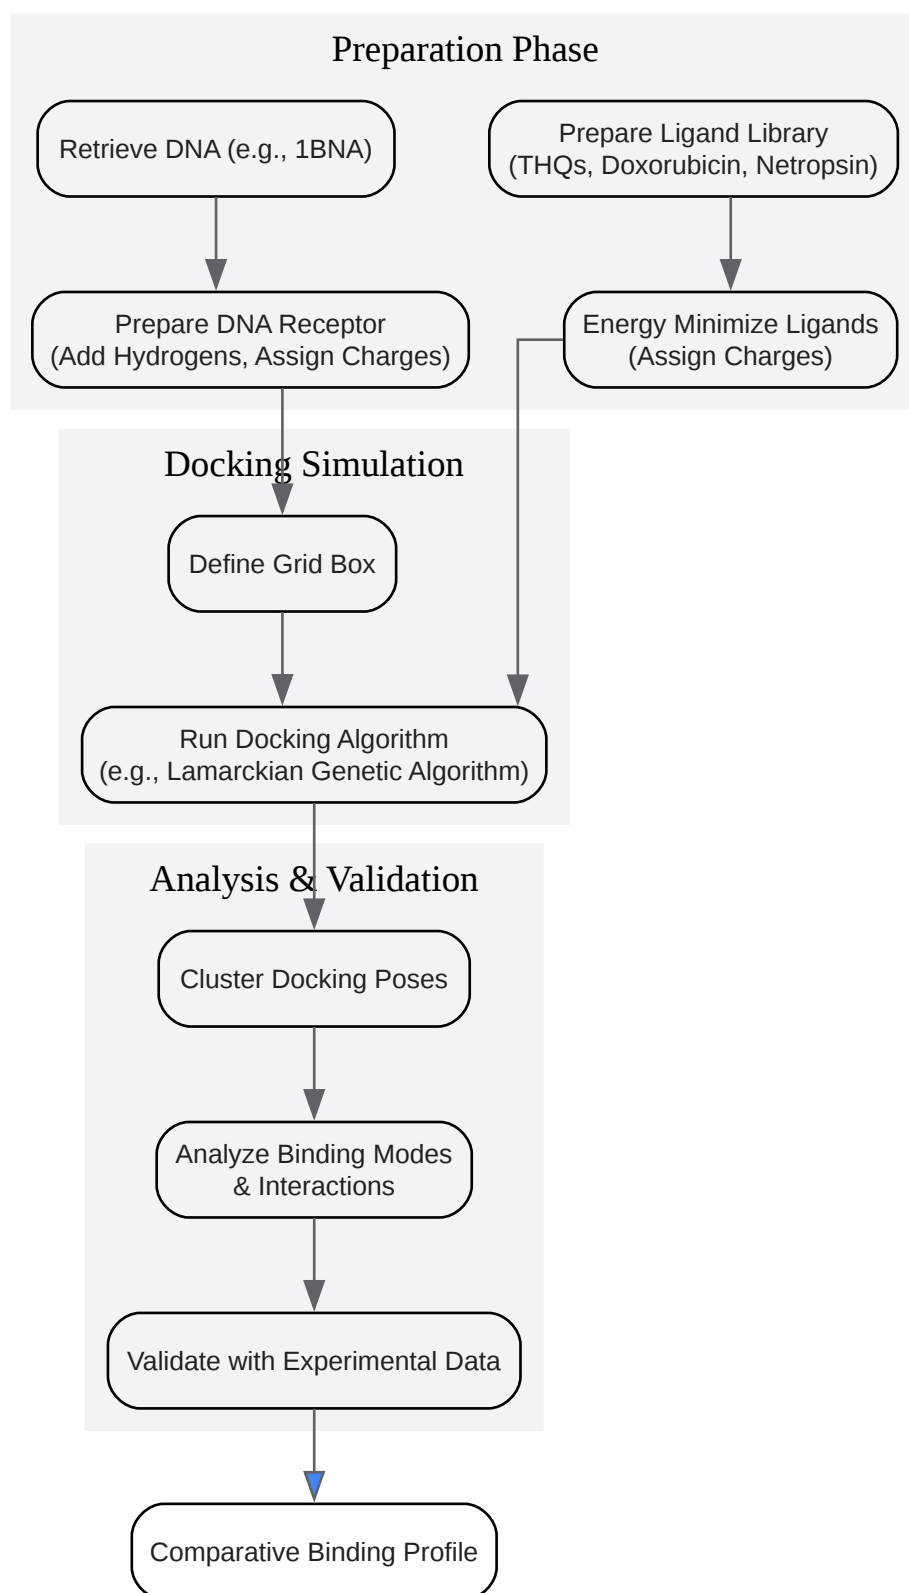 Preparation Phase
Retrieve DNA (e.g., 1BNA)
Prepare Ligand Library
(THQs, Doxorubicin, Netropsin)
Prepare DNA Receptor
(Add Hydrogens, Assign Charges)
Energy Minimize Ligands
(Assign Charges)
Docking Simulation
Define Grid Box
Run Docking Algorithm
(e.g., Lamarckian Genetic Algorithm)
Analysis & Validation
Cluster Docking Poses
Analyze Binding Modes
& Interactions
Validate with Experimental Data
Comparative Binding Profile